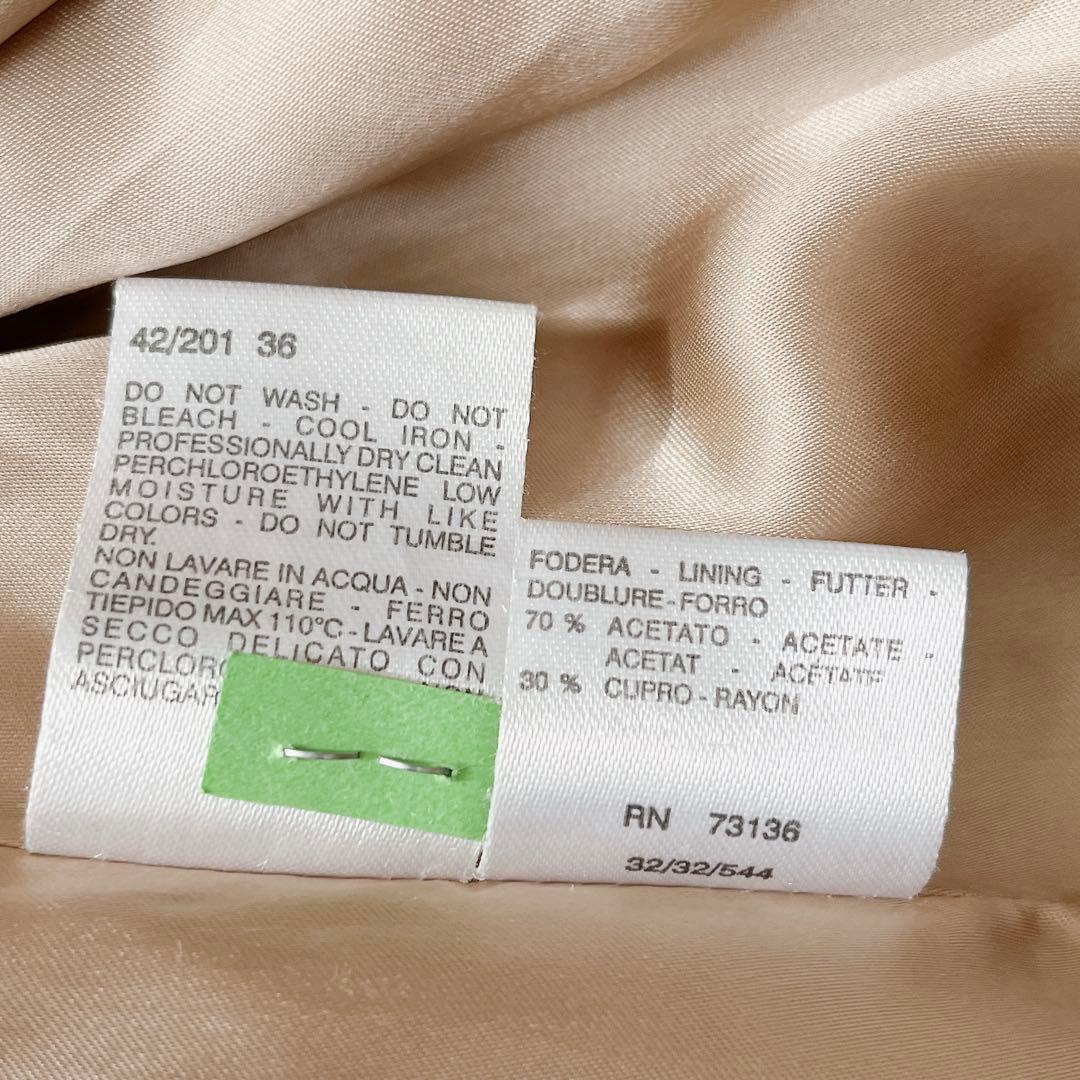 42/201 36
DO NOT WASH - DO NOT
BLEACH - COOL IRON -
PROFESSIONALLY DRY CLEAN
PERCHLOROETHYLENE LOW
MOISTURE WITH LIKE
COLORS - DO NOT TUMBLE
DRY.
NON LAVARE IN ACQUA - NON
CANDEGGIARE - FERRO
TIEPIDO MAX 110°C - LAVARE A
SECCO DELICATO CON
FODERA - LINING - FUTTER -
DOUBLURE - FORRO
70 % ACETATO - ACETATE -
ACETAT - ACÉTATE
30 % CUPRO - RAYON
RN 73136
32/32/544